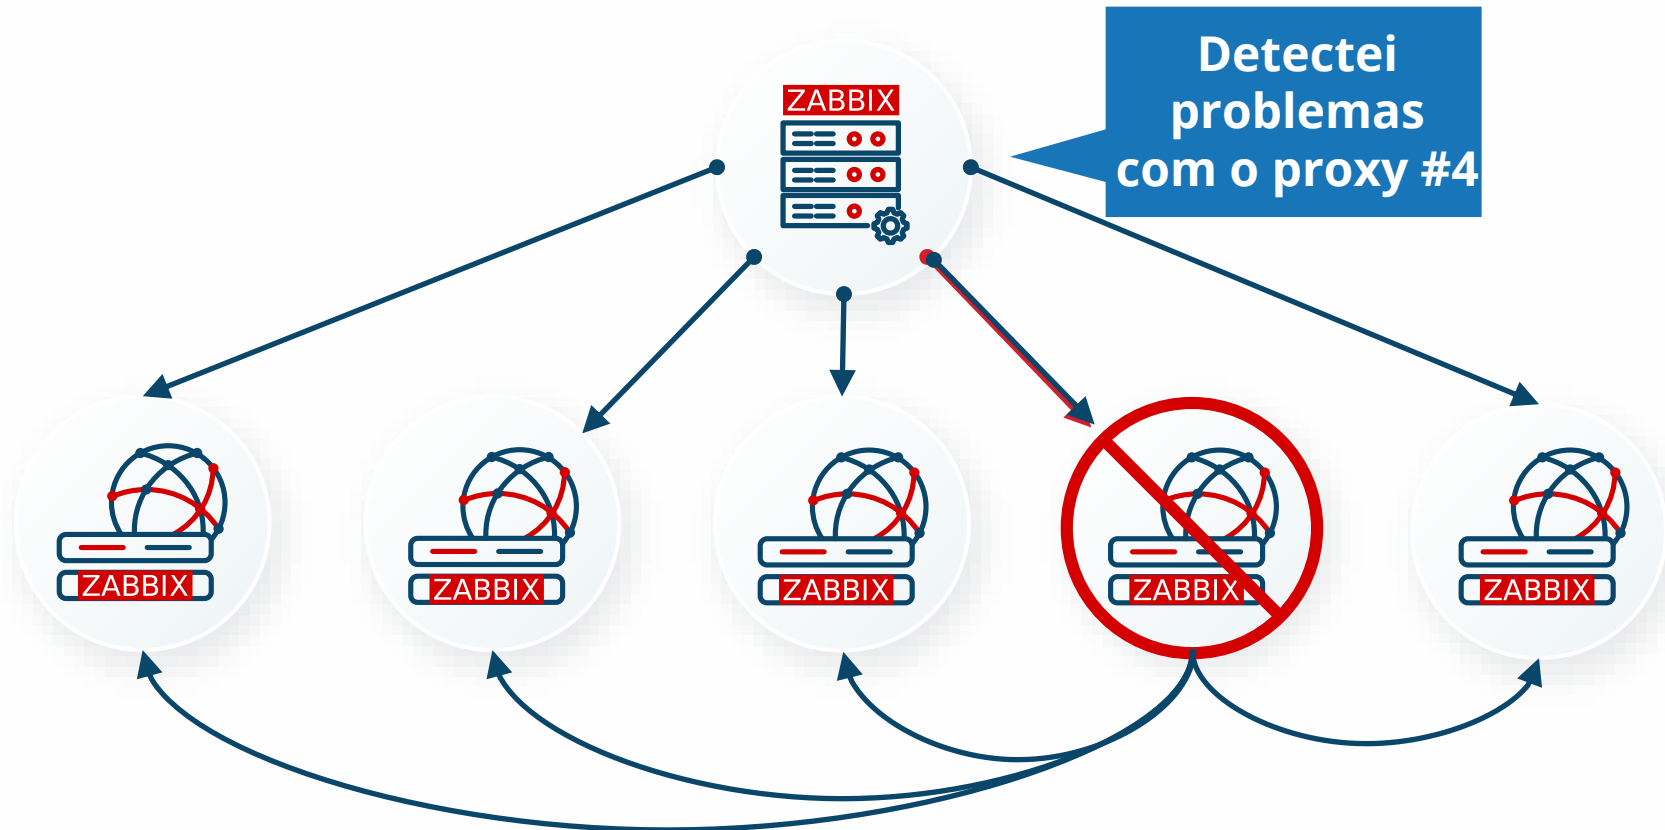 ZABBIX
Detectei
problemas
com o proxy #4
ZABBIX
ZABBIX
ZABBIX
ZABBIX
ZABBIX